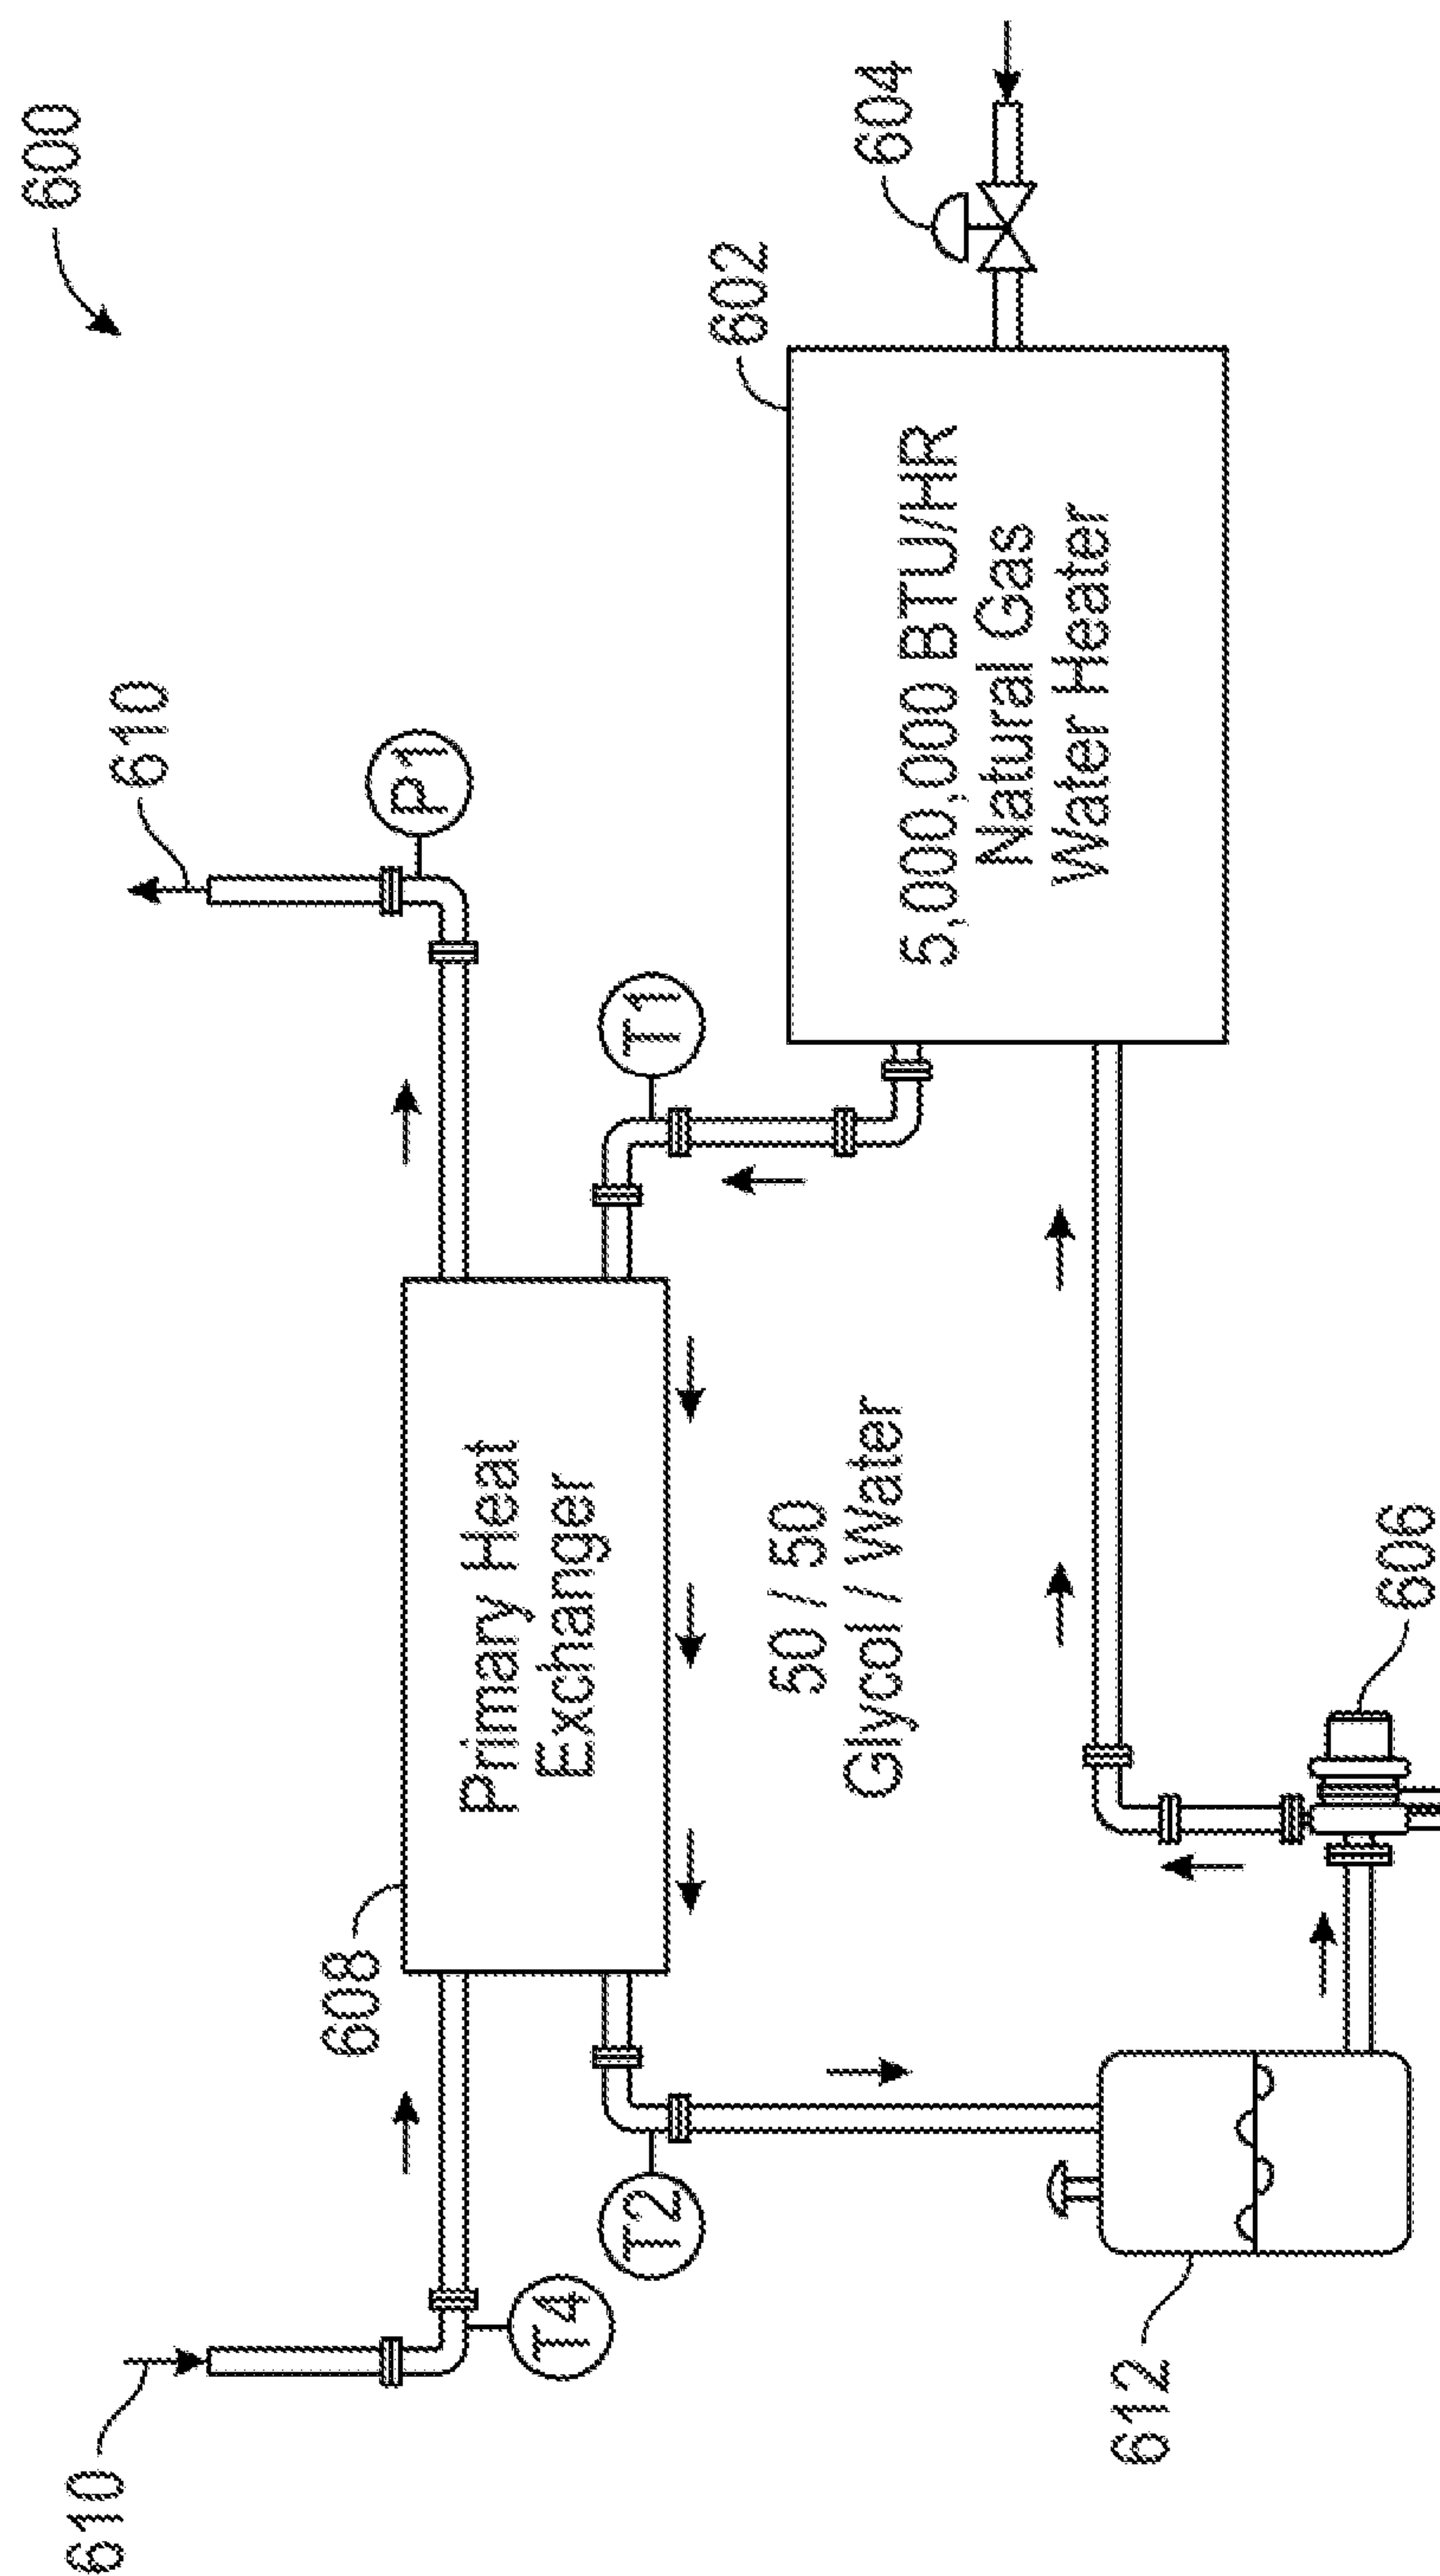 600
610
610
P1
T4
608
Primary Heat
Exchanger
T1
T2
602
604
50 / 50
Glycol / Water
5,000,000 BTU/HR
Natural Gas
Water Heater
612
606